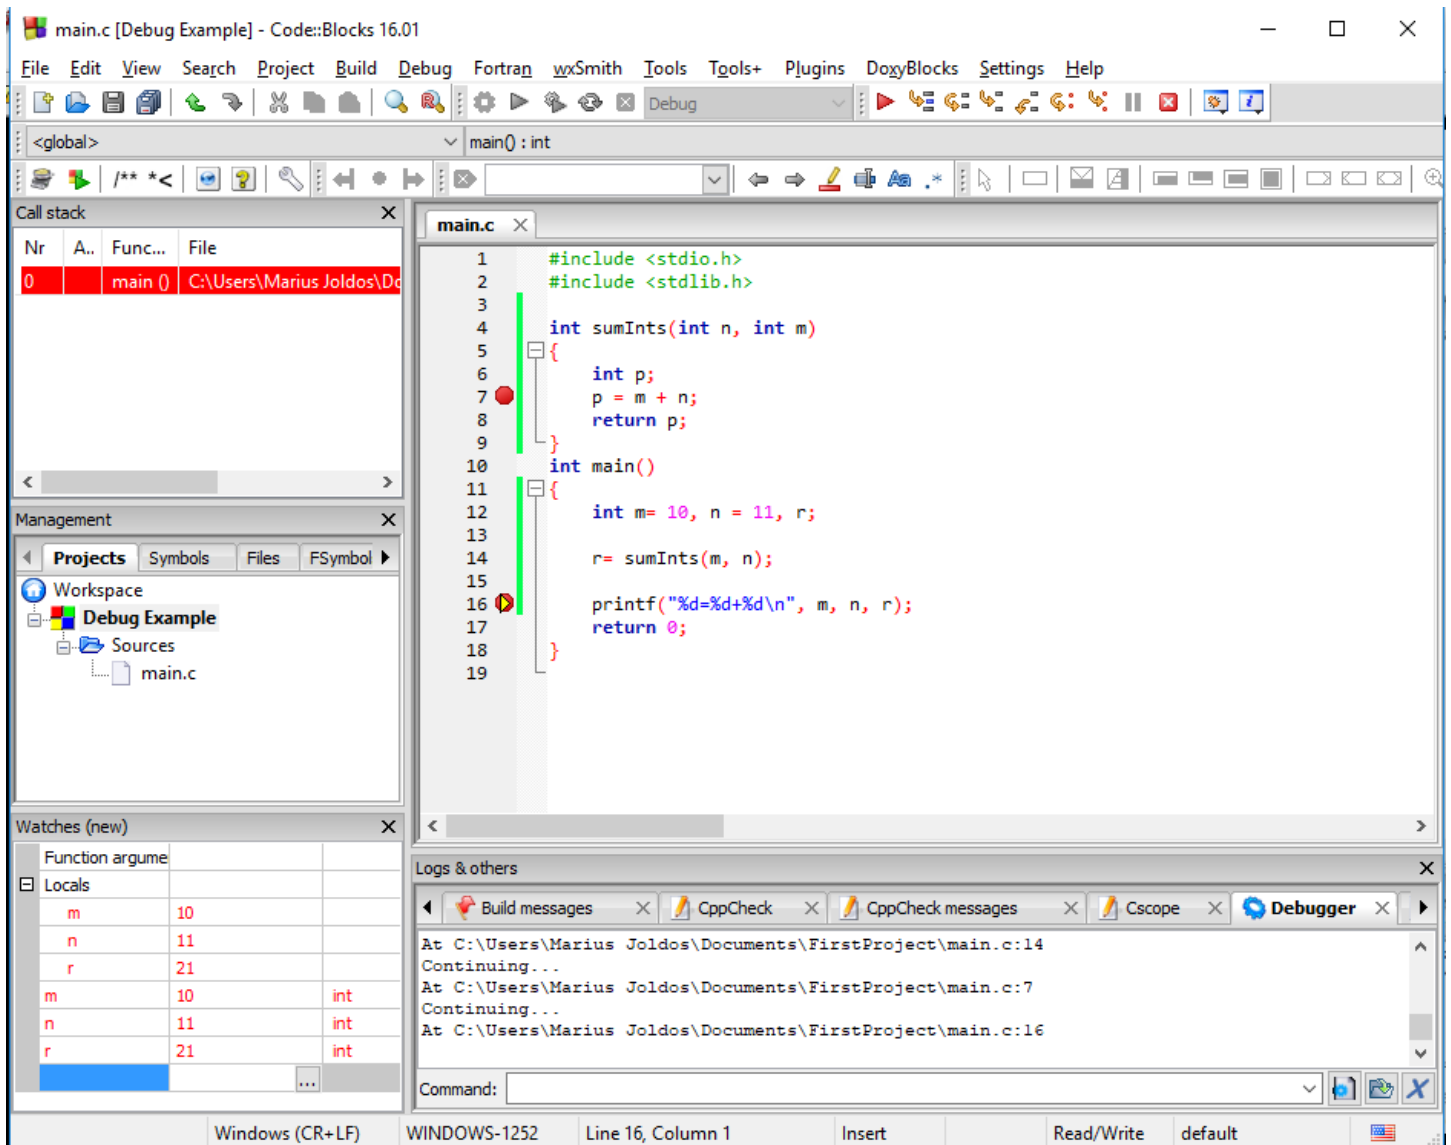 main.c [Debug Example] - Code::Blocks 16.01
File Edit View Search Project Build Debug Fortran wxSmith Tools Tools+ Plugins DoxyBlocks Settings Help
Debug
<global> main() : int
/** *<
Aa .*
Call stack
Nr A.. Func... File
0 main () C:\Users\Marius Joldos\Do
Management
Projects Symbols Files FSymbol
Workspace
Debug Example
Sources
main.c
Watches (new)
Function argume
Locals
m 10
n 11
r 21
m 10 int
n 11 int
r 21 int
...
main.c
1 #include <stdio.h>
2 #include <stdlib.h>
3
4 int sumInts(int n, int m)
5 {
6 int p;
7 p = m + n;
8 return p;
9 }
10 int main()
11 {
12 int m= 10, n = 11, r;
13
14 r= sumInts(m, n);
15
16 printf("%d=%d+%d\n", m, n, r);
17 return 0;
18 }
19
Logs & others
Build messages CppCheck CppCheck messages Cscope Debugger
At C:\Users\Marius Joldos\Documents\FirstProject\main.c:14
Continuing...
At C:\Users\Marius Joldos\Documents\FirstProject\main.c:7
Continuing...
At C:\Users\Marius Joldos\Documents\FirstProject\main.c:16
Command:
Windows (CR+LF) WINDOWS-1252 Line 16, Column 1 Insert Read/Write default